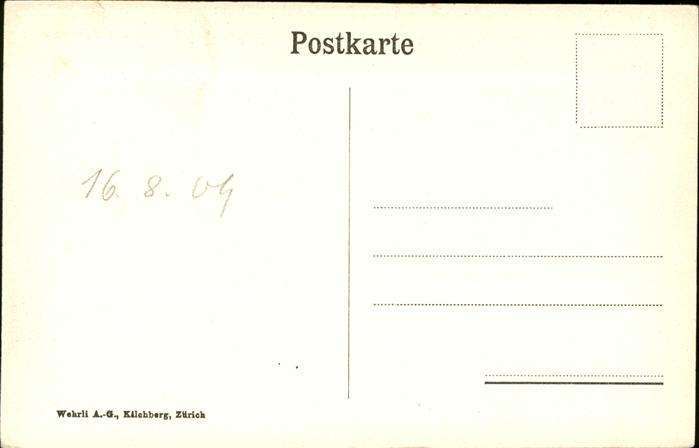 Postkarte
16. 8. 04
Wehrli A.-G., Kilchberg, Zürich